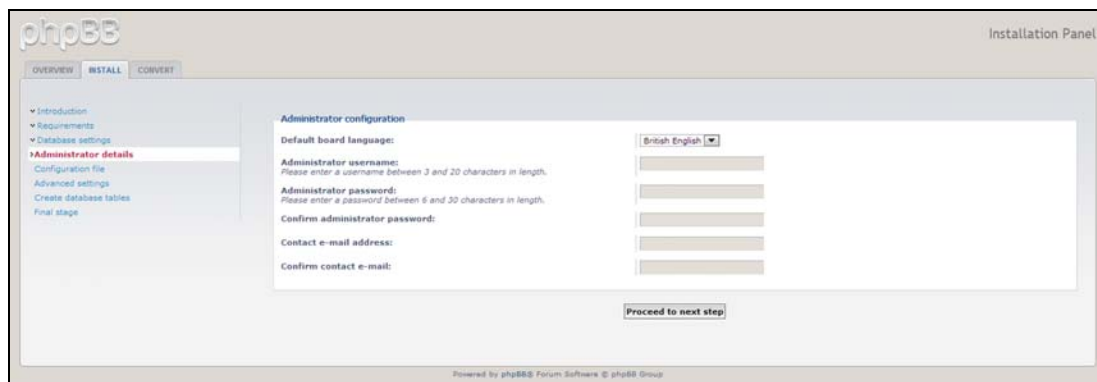 phpBB
Installation Panel
OVERVIEW INSTALL CONVERT
Introduction
Requirements
Database settings
Administrator details
Configuration file
Advanced settings
Create database tables
Final stage
Administrator configuration
Default board language:
British English
Administrator username:
Please enter a username between 3 and 20 characters in length.
Administrator password:
Please enter a password between 6 and 30 characters in length.
Confirm administrator password:
Contact e-mail address:
Confirm contact e-mail:
Proceed to next step
Powered by phpBB® Forum Software © phpBB Group